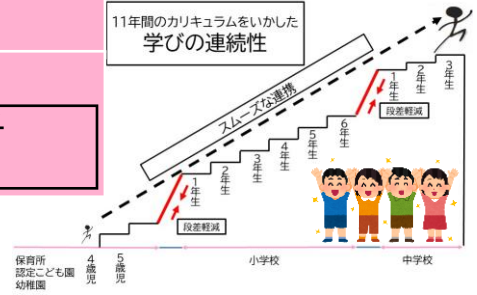 11年間のカリキュラムをいかした
学びの連続性
スムーズな連携
3年生
2年生
1年生
段差軽減
6年生
5年生
4年生
3年生
2年生
1年生
段差軽減
5歳児
4歳児
保育所
認定こども園
幼稚園
小学校
中学校